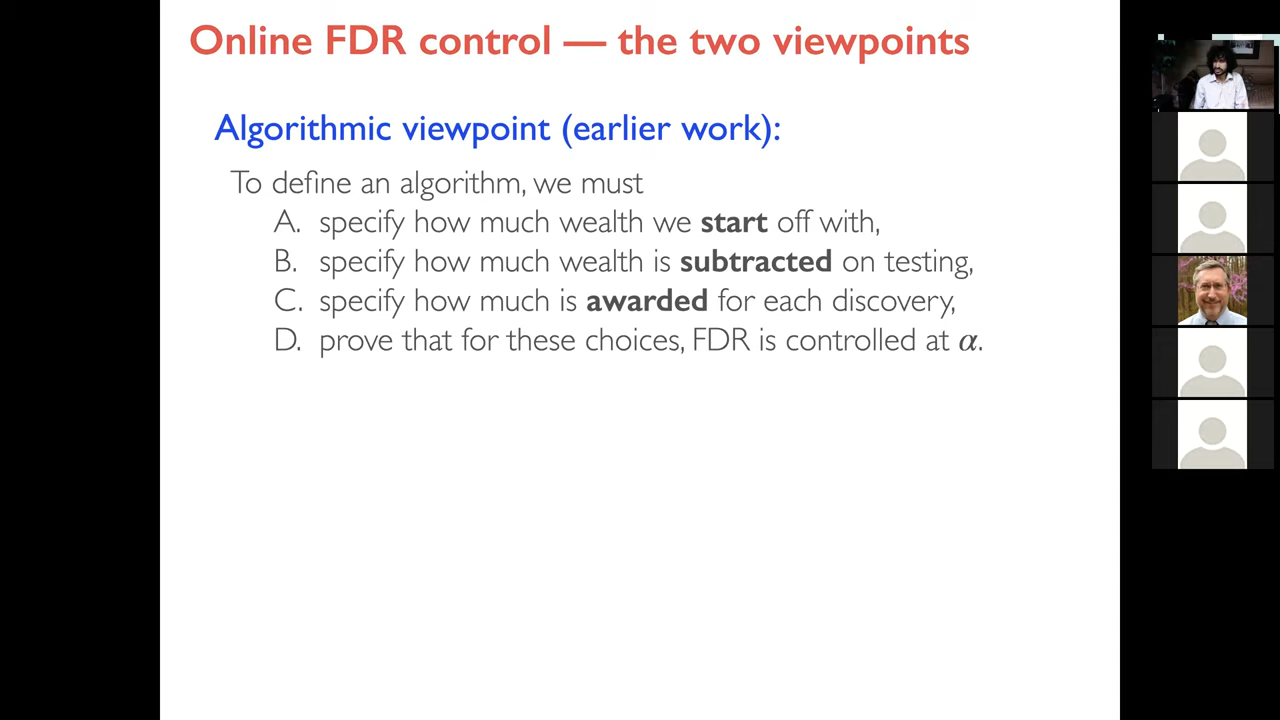 Online FDR control — the two viewpoints
Algorithmic viewpoint (earlier work):
To define an algorithm, we must
A. specify how much wealth we start off with,
B. specify how much wealth is subtracted on testing,
C. specify how much is awarded for each discovery,
D. prove that for these choices, FDR is controlled at α.